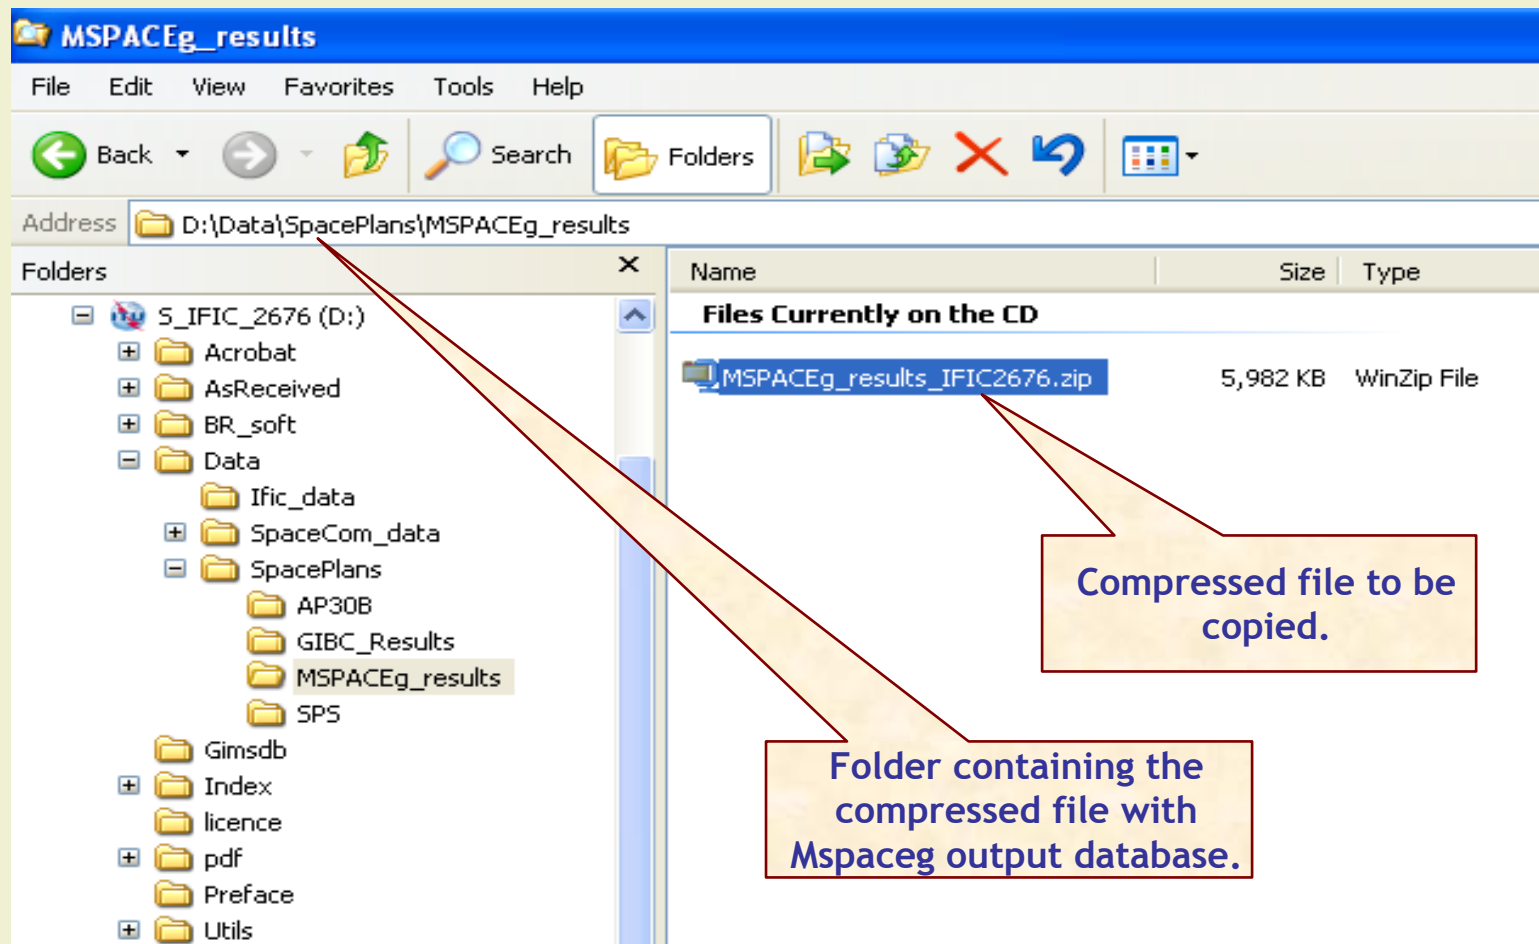 MSPACEg_results
File Edit View Favorites Tools Help
Back Search Folders
Address D:\Data\SpacePlans\MSPACEg_results
Folders
S_IFIC_2676 (D:)
Acrobat
AsReceived
BR_soft
Data
Ific_data
SpaceCom_data
SpacePlans
AP30B
GIBC_Results
MSPACEg_results
SPS
Gimsdb
Index
licence
pdf
Preface
Utils
Name Size Type
Files Currently on the CD
MSPACEg_results_IFIC2676.zip 5,982 KB WinZip File
Compressed file to be
copied.
Folder containing the
compressed file with
Mspaceg output database.